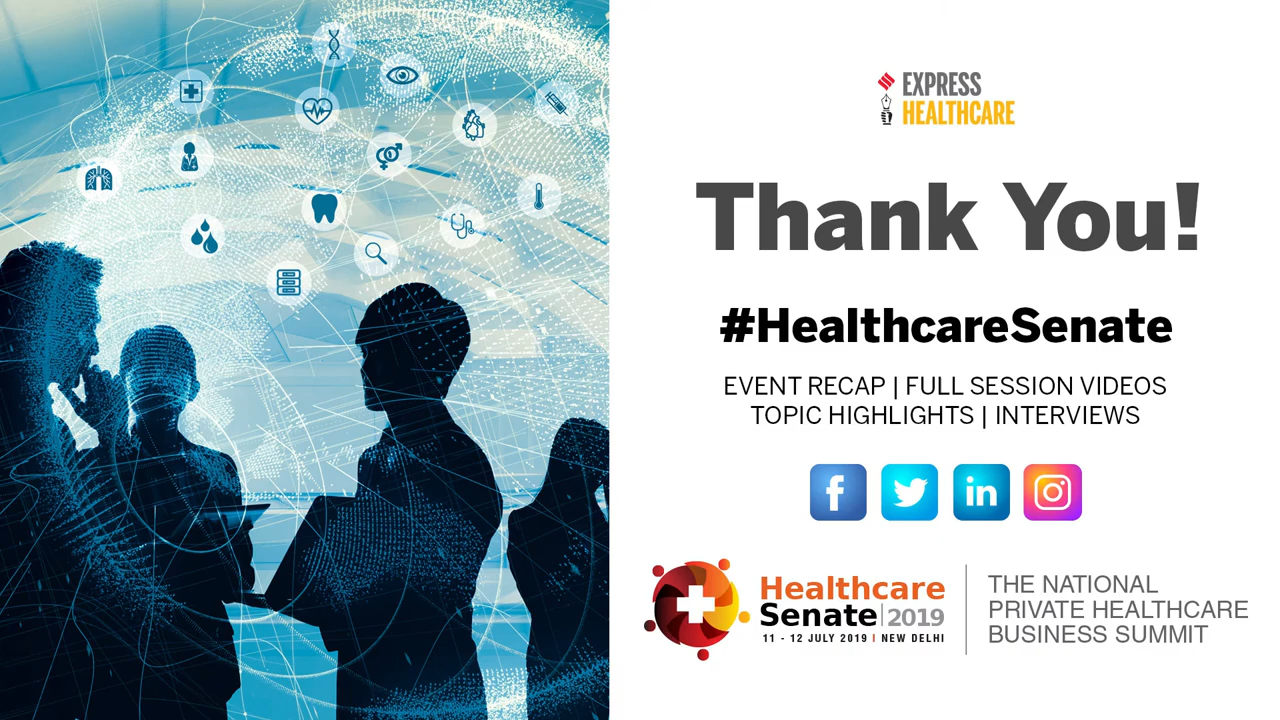 EXPRESS
HEALTHCARE
Thank You!
#HealthcareSenate
EVENT RECAP | FULL SESSION VIDEOS
TOPIC HIGHLIGHTS | INTERVIEWS
f
in
Healthcare
Senate | 2019
11 - 12 JULY 2019 I NEW DELHI
THE NATIONAL
PRIVATE HEALTHCARE
BUSINESS SUMMIT